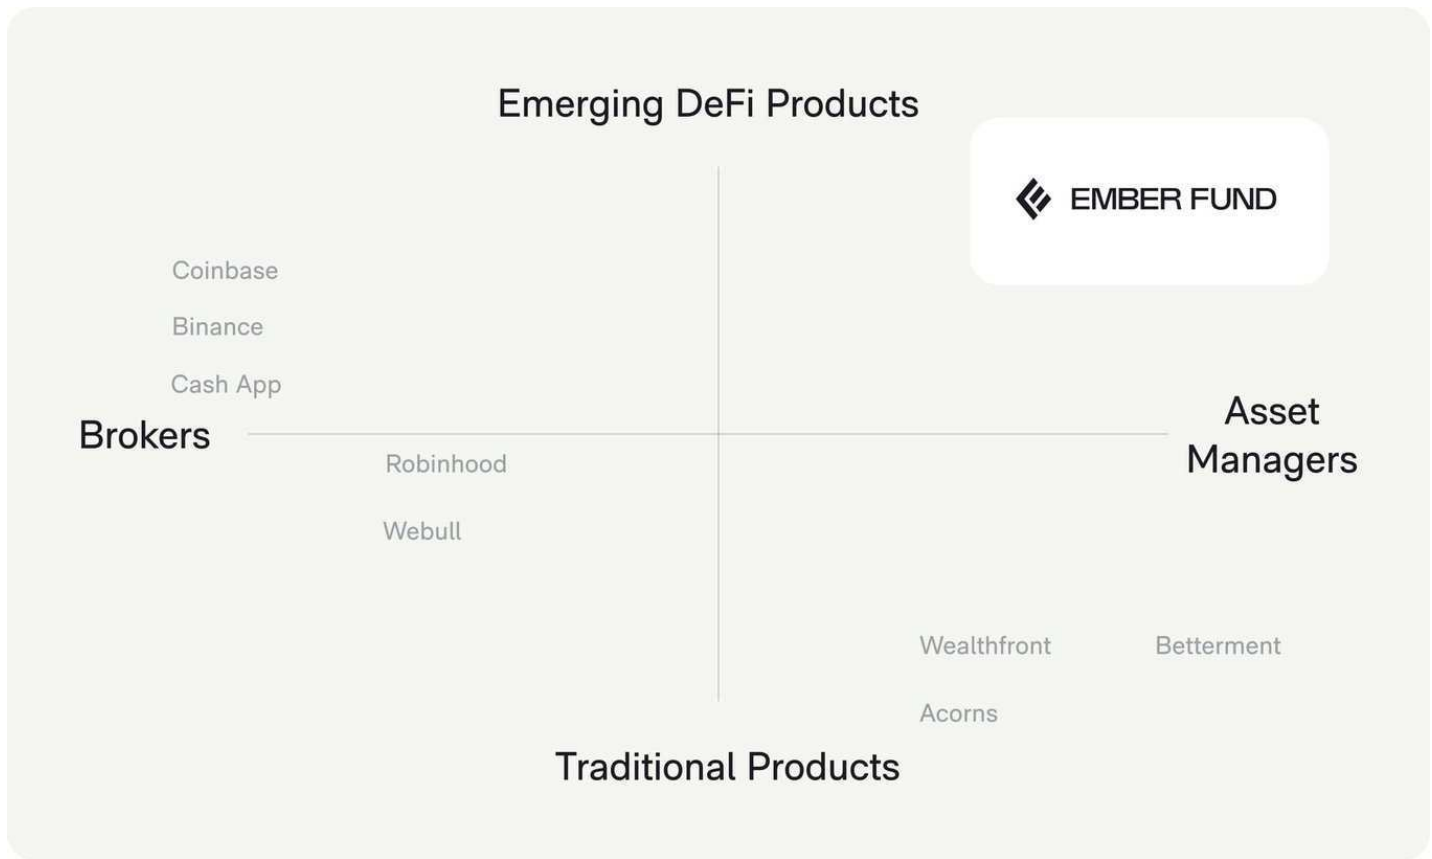 Emerging DeFi Products
EMBER FUND
Coinbase
Binance
Cash App
Brokers
Asset
Managers
Robinhood
Webull
Wealthfront
Betterment
Acorns
Traditional Products